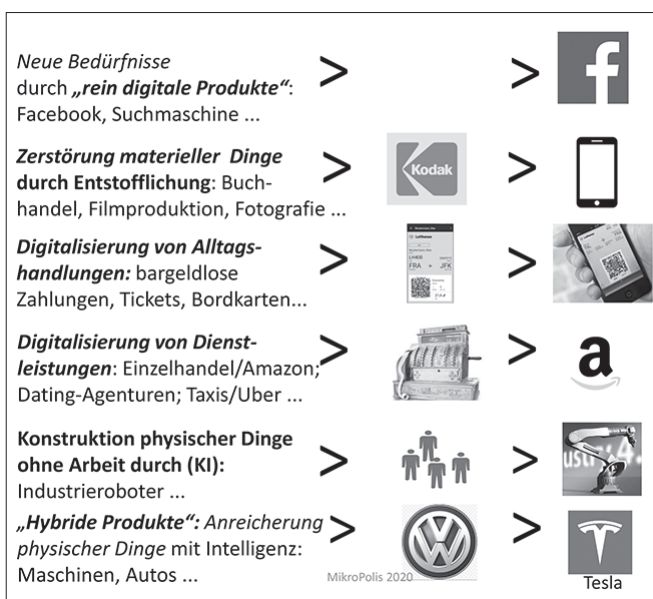 Neue Bedürfnisse
durch „rein digitale Produkte“:
Facebook, Suchmaschine ...
Zerstörung materieller Dinge
durch Entstofflichung: Buch-
handel, Filmproduktion, Fotografie ...
Kodak
Digitalisierung von Alltags-
handlungen: bargeldlose
Zahlungen, Tickets, Bordkarten...
Lufthansa
FRA
JFK
Digitalisierung von Dienst-
leistungen: Einzelhandel/Amazon;
Dating-Agenturen; Taxis/Uber ...
Konstruktion physischer Dinge
ohne Arbeit durch (KI):
Industrieroboter ...
ustry4.
„Hybride Produkte“: Anreicherung
physischer Dinge mit Intelligenz:
Maschinen, Autos ...
MikroPolis 2020
Tesla